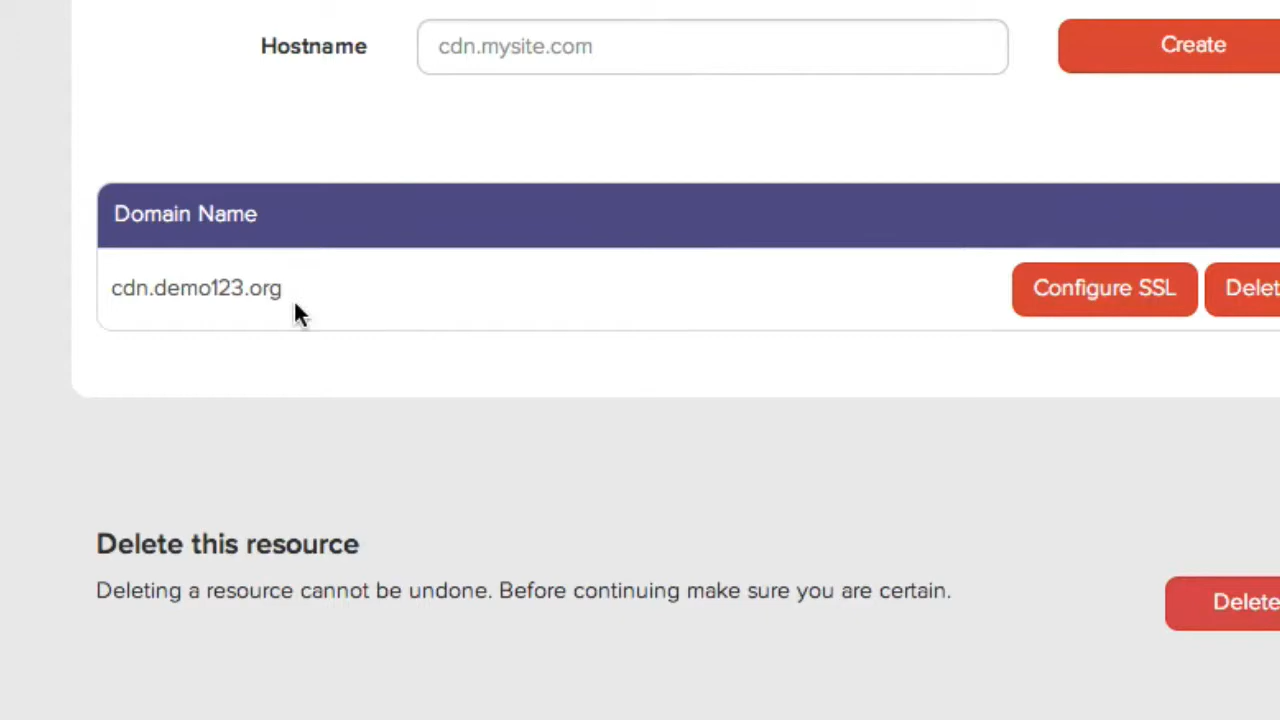 Hostname cdn.mysite.com Create
Domain Name
cdn.demo123.org Configure SSL Delet
Delete this resource
Deleting a resource cannot be undone. Before continuing make sure you are certain.
Delete